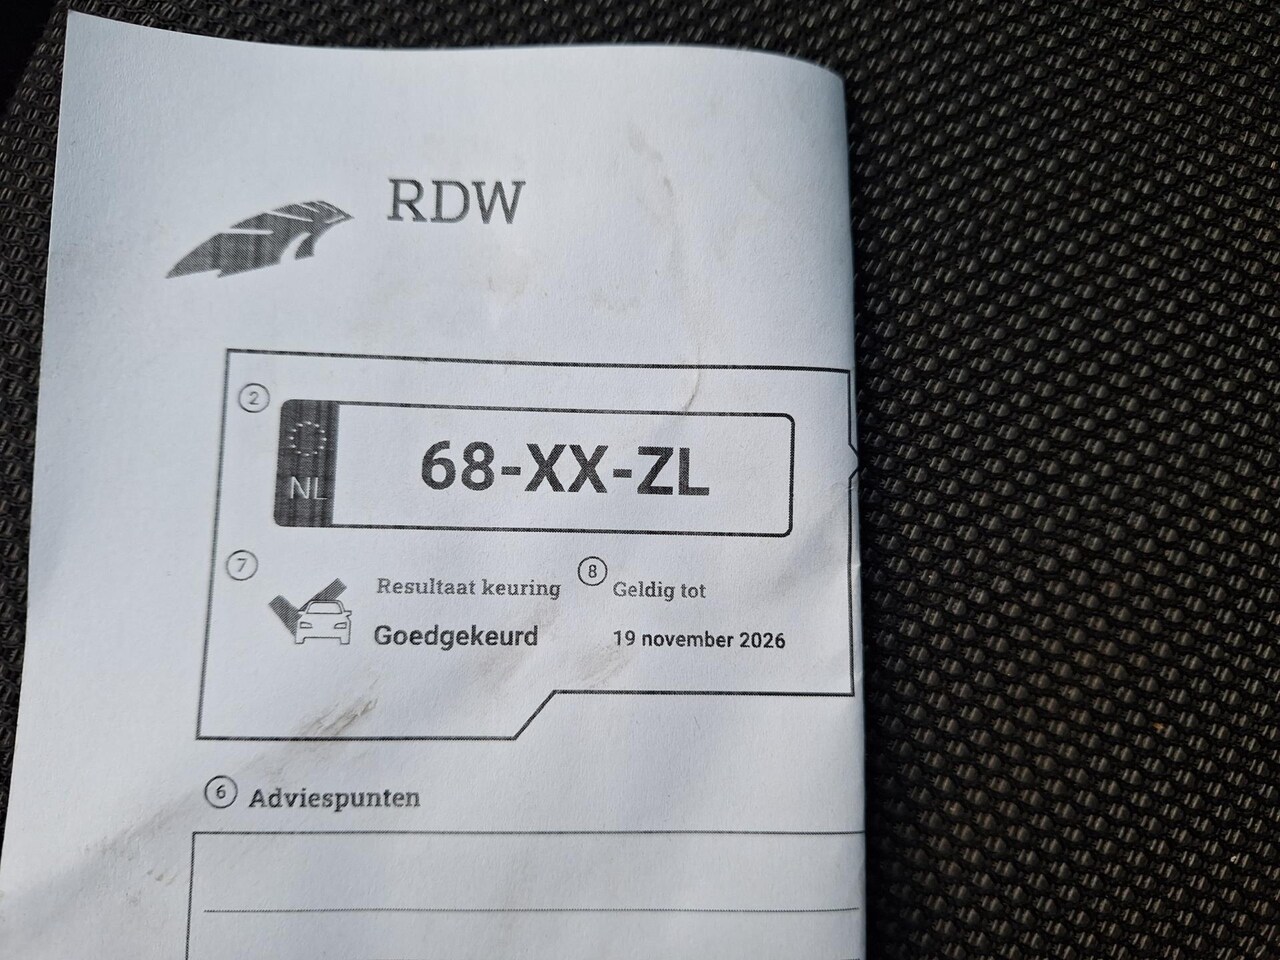 RDW
2
NL 68-XX-ZL
7 Resultaat keuring 8 Geldig tot
Goedgekeurd 19 november 2026
6 Adviespunten